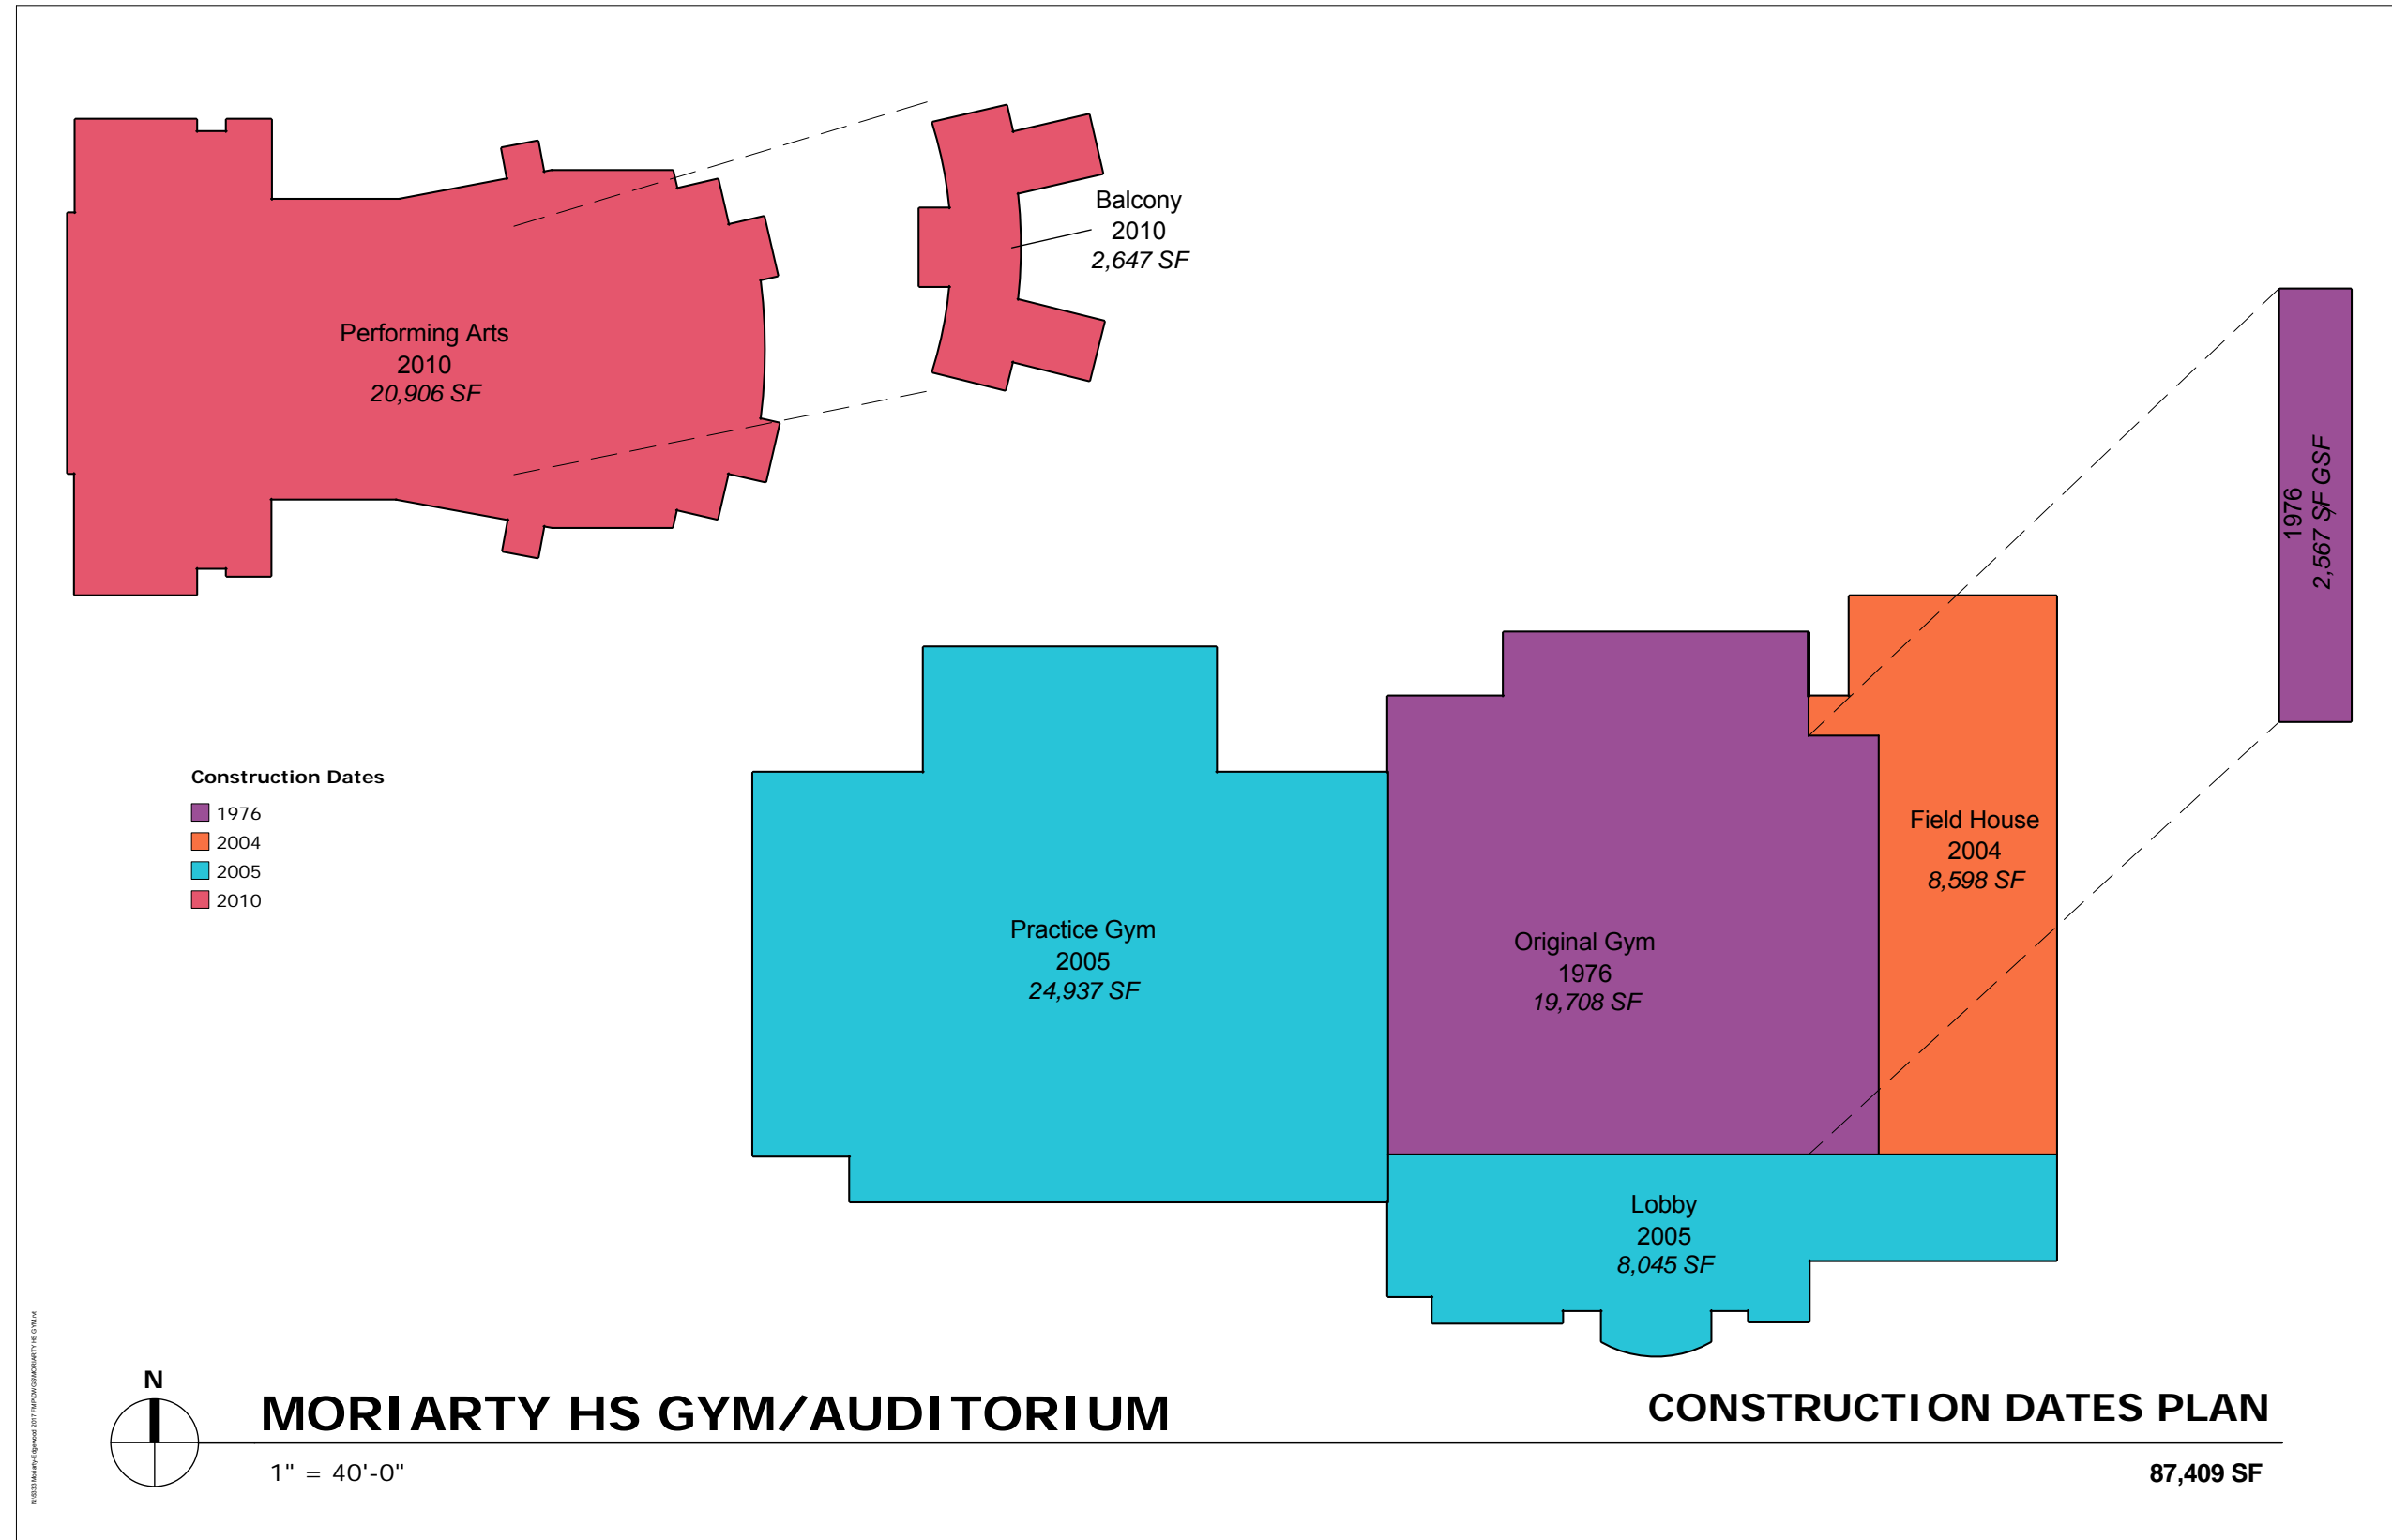 Balcony
2010
2,647 SF
Performing Arts
2010
20,906 SF
1976
2,567 SF GSF
Construction Dates
1976
2004
2005
2010
Field House
2004
8,598 SF
Practice Gym
2005
24,937 SF
Original Gym
1976
19,708 SF
Lobby
2005
8,045 SF
N
MORIARTY HS GYM/AUDITORIUM
CONSTRUCTION DATES PLAN
1" = 40'-0"
87,409 SF